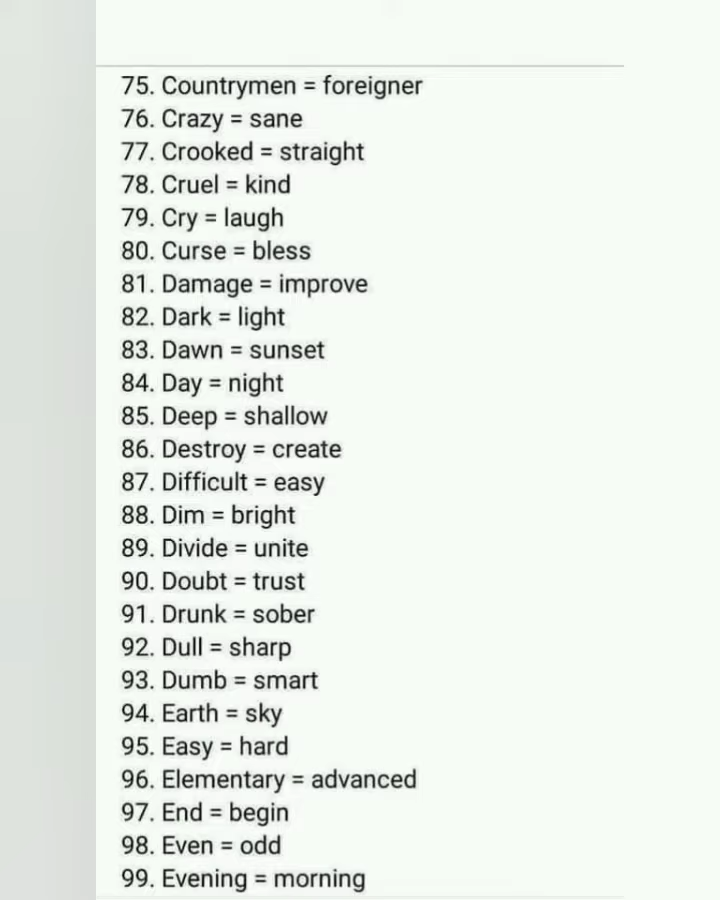 75. Countrymen = foreigner
76. Crazy = sane
77. Crooked = straight
78. Cruel = kind
79. Cry = laugh
80. Curse = bless
81. Damage = improve
82. Dark = light
83. Dawn = sunset
84. Day = night
85. Deep = shallow
86. Destroy = create
87. Difficult = easy
88. Dim = bright
89. Divide = unite
90. Doubt = trust
91. Drunk = sober
92. Dull = sharp
93. Dumb = smart
94. Earth = sky
95. Easy = hard
96. Elementary = advanced
97. End = begin
98. Even = odd
99. Evening = morning